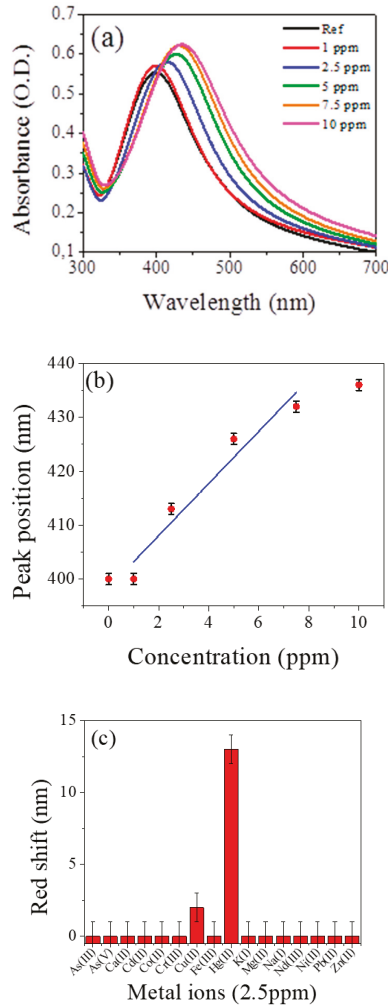 (a)
Ref
1 ppm
2.5 ppm
5 ppm
7.5 ppm
10 ppm
Absorbance (O.D.)
0,7
0,6
0,5
0,4
0,3
0,2
0,1
300 400 500 600 700
Wavelength (nm)
(b)
Peak position (nm)
440
430
420
410
400
0 2 4 6 8 10
Concentration (ppm)
(c)
Red shift (nm)
15
10
5
0
As(III) As(V) Ca(II) Cd(II) Co(II) Cr(III) Cu(II) Fe(III) Hg(II) K(I) Mg(II) Na(I) Nd(III) Ni(II) Pb(II) Zn(II)
Metal ions (2.5ppm)